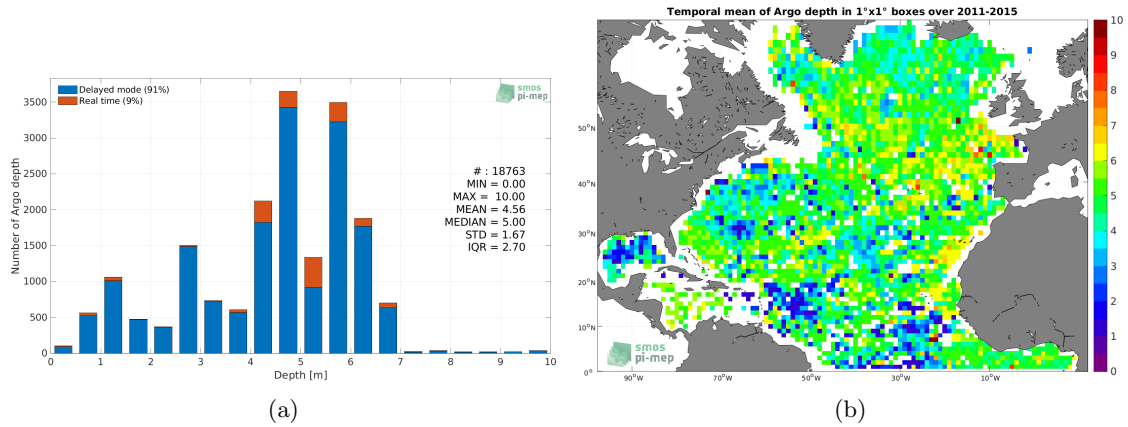 Delayed mode (91%)
Real time (9%)
smos
pi-mep
# : 18763
MIN = 0.00
MAX = 10.00
MEAN = 4.56
MEDIAN = 5.00
STD = 1.67
IQR = 2.70
Number of Argo depth
3500
3000
2500
2000
1500
1000
500
0
0 1 2 3 4 5 6 7 8 9 10
Depth [m]
(a)
Temporal mean of Argo depth in 1°x1° boxes over 2011-2015
50°N
40°N
30°N
20°N
10°N
0°
90°W 70°W 50°W 30°W 10°W
smos
pi-mep
10
9
8
7
6
5
4
3
2
1
0
(b)